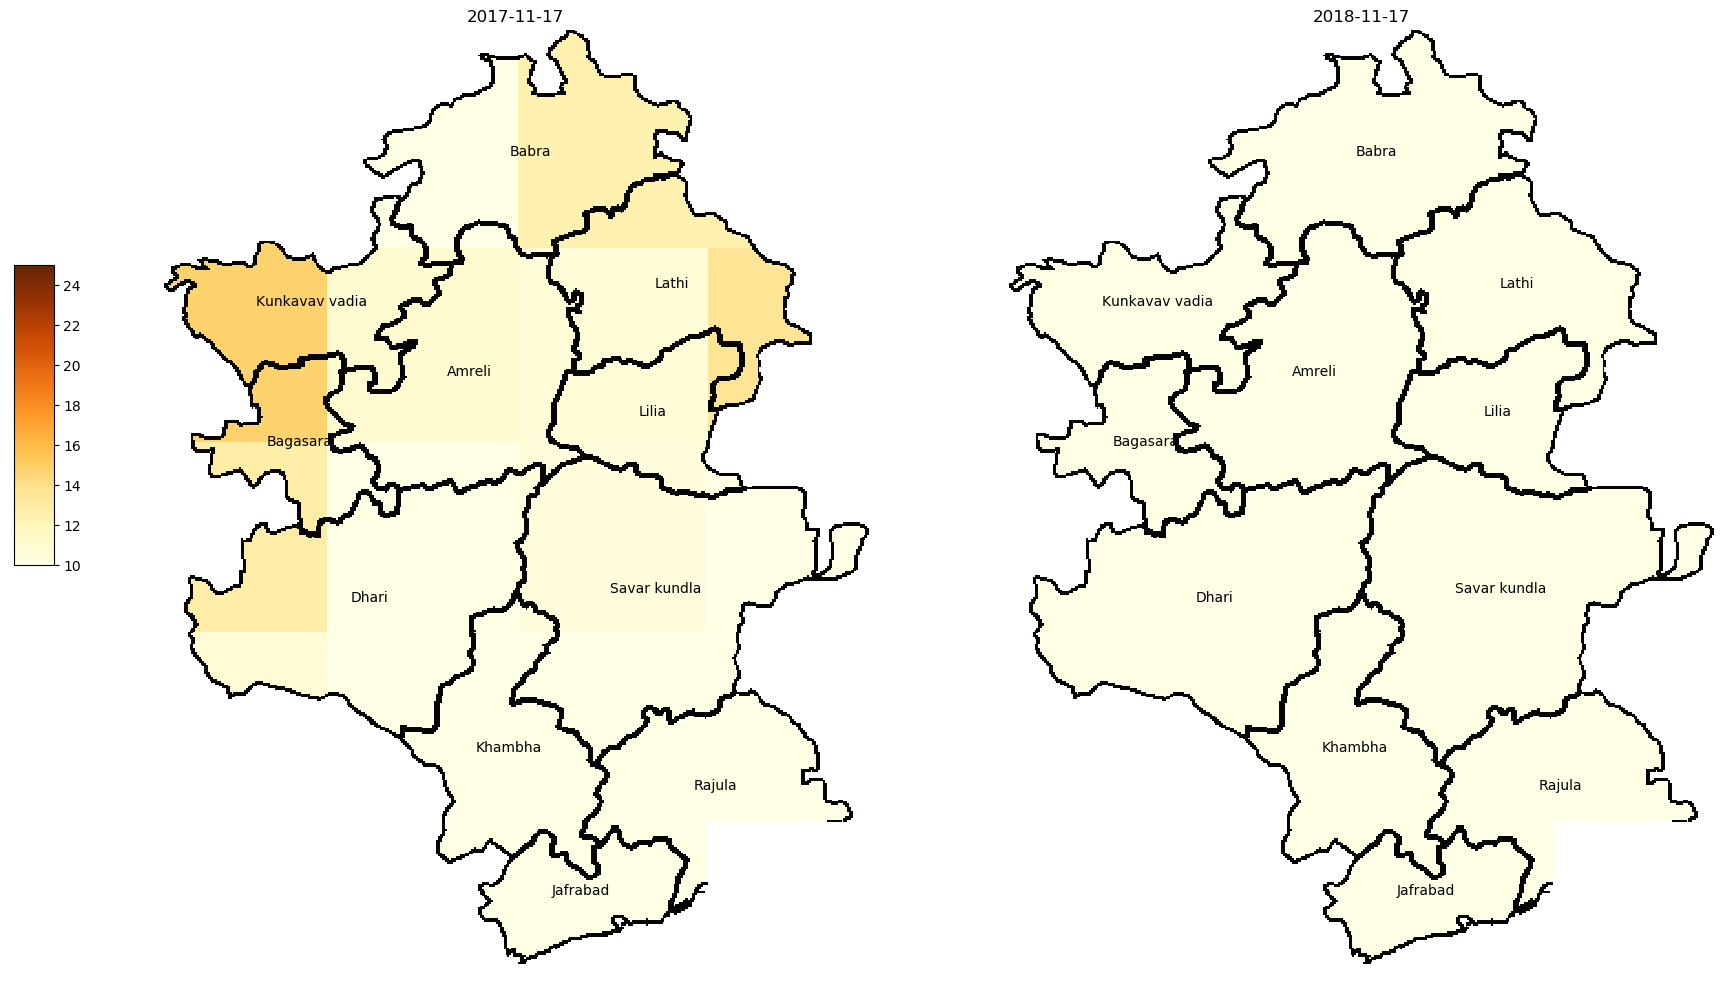 2017-11-17
2018-11-17
Babra
Babra
Lathi
Lathi
24
22
20
18
16
14
12
10
Kunkavav vadia
Kunkavav vadia
Amreli
Amreli
Lilia
Lilia
Bagasara
Bagasara
Savar kundla
Savar kundla
Dhari
Dhari
Khambha
Khambha
Rajula
Rajula
Jafrabad
Jafrabad